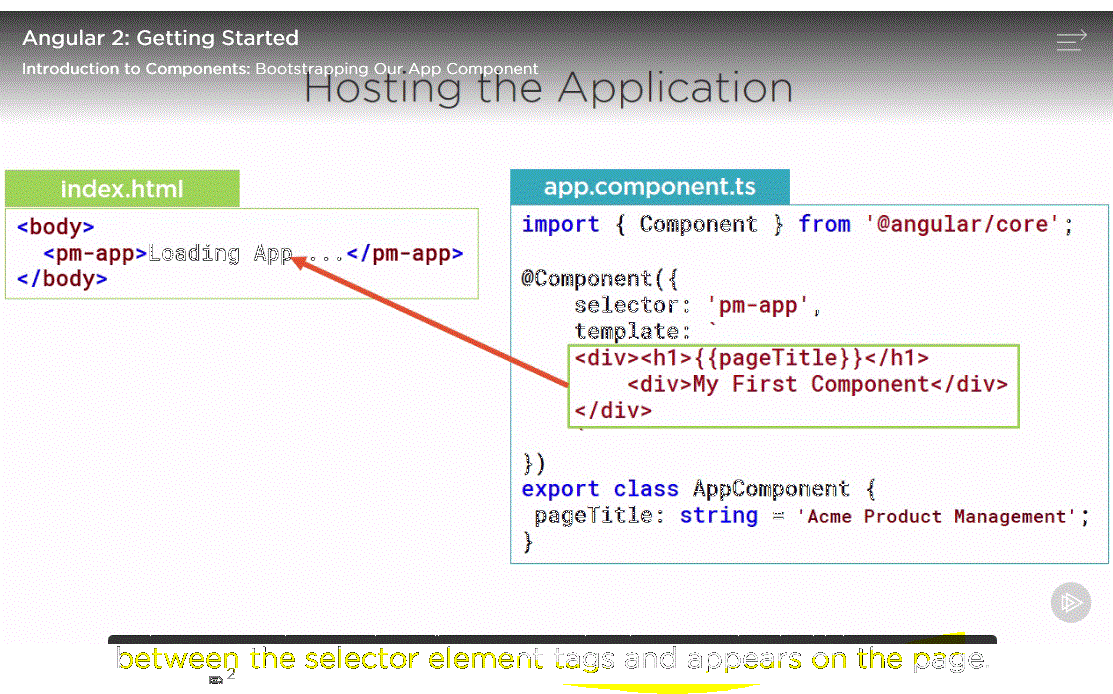 Angular 2: Getting Started
Introduction to Components: Bootstrapping Our App Component
Hosting the Application
index.html
<body>
<pm-app>Loading App ...</pm-app>
</body>
app.component.ts
import { Component } from '@angular/core';
@Component({
selector: 'pm-app',
template: `
<div><h1>{{pageTitle}}</h1>
<div>My First Component</div>
</div>
`
})
export class AppComponent {
pageTitle: string = 'Acme Product Management';
}
between the selector element tags and appears on the page.
2